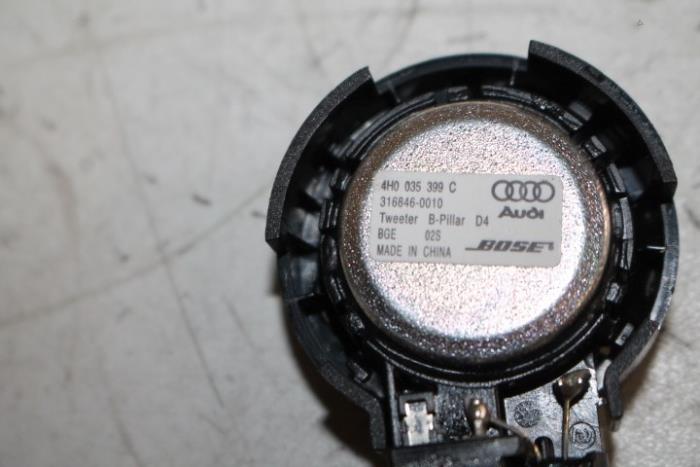 4H0 035 399 C
316846-0010
Tweeter B-Pillar D4
BGE 02S
MADE IN CHINA
Audi
BOSE